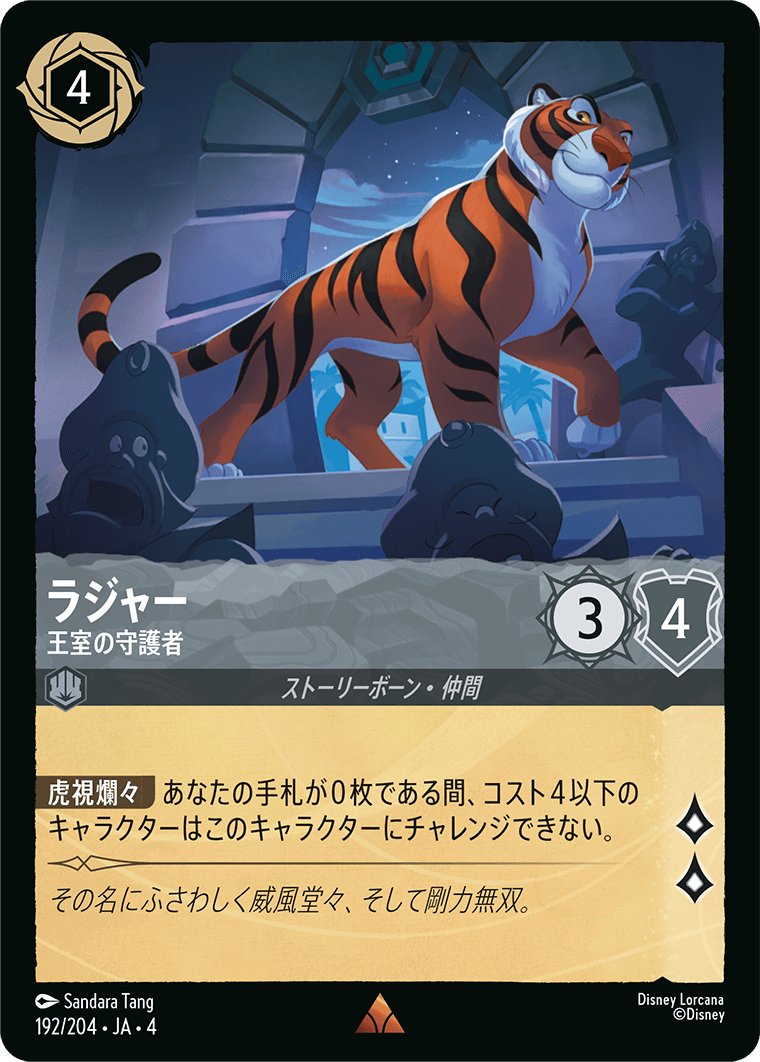 4
ラジャー
王室の守護者
3
4
ストーリーボーン・仲間
虎視爛々 あなたの手札が0枚である間、コスト4以下の
キャラクターはこのキャラクターにチャレンジできない。
その名にふさわしく威風堂々、そして剛力無双。
Sandara Tang
192/204・JA・4
Disney Lorcana
©Disney